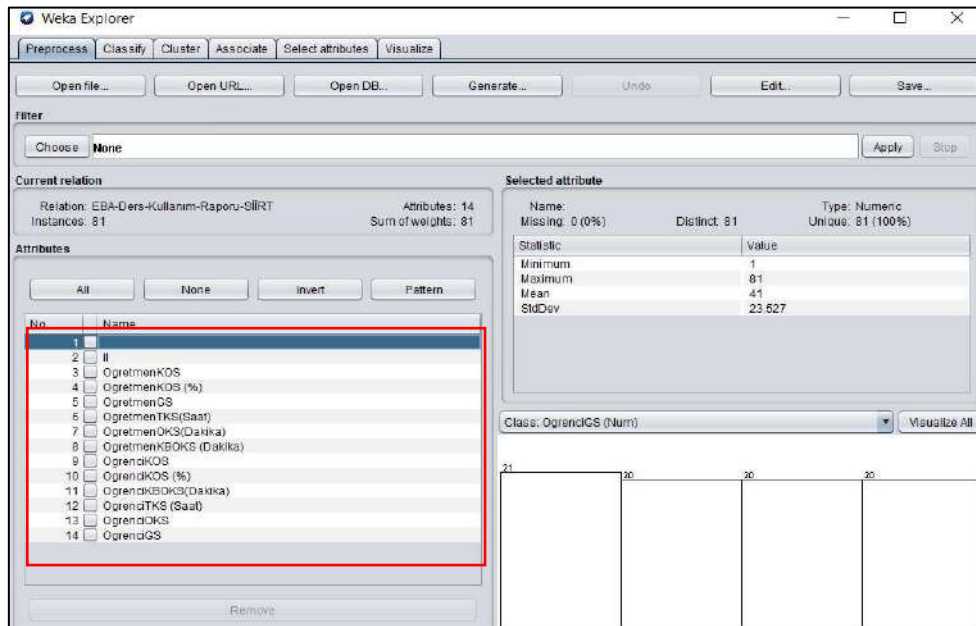 Weka Explorer
Preprocess Classify Cluster Associate Select attributes Visualize
Open file... Open URL... Open DB... Generate... Undo Edit... Save...
Filter
Choose None Apply Stop
Current relation
Relation: EBA-Ders-Kullanım-Raporu-SİİRT Attributes: 14
Instances: 81 Sum of weights: 81
Attributes
All None Invert Pattern
No. Name
1
2 Il
3 OgretmenKOS
4 OgretmenKOS (%)
5 OgretmenGS
6 OgretmenTKS(Saat)
7 OgretmenOKS(Dakika)
8 OgretmenKBOKS (Dakika)
9 OgrenciKOS
10 OgrenciKOS (%)
11 OgrenciKBOKS(Dakika)
12 OgrenciTKS (Saat)
13 OgrenciOKS
14 OgrenciGS
Remove
Selected attribute
Name: Type: Numeric
Missing: 0 (0%) Distinct: 81 Unique: 81 (100%)
Statistic Value
Minimum 1
Maximum 81
Mean 41
StdDev 23.527
Class: OgrenciGS (Num) Visualize All
21 20 20 20